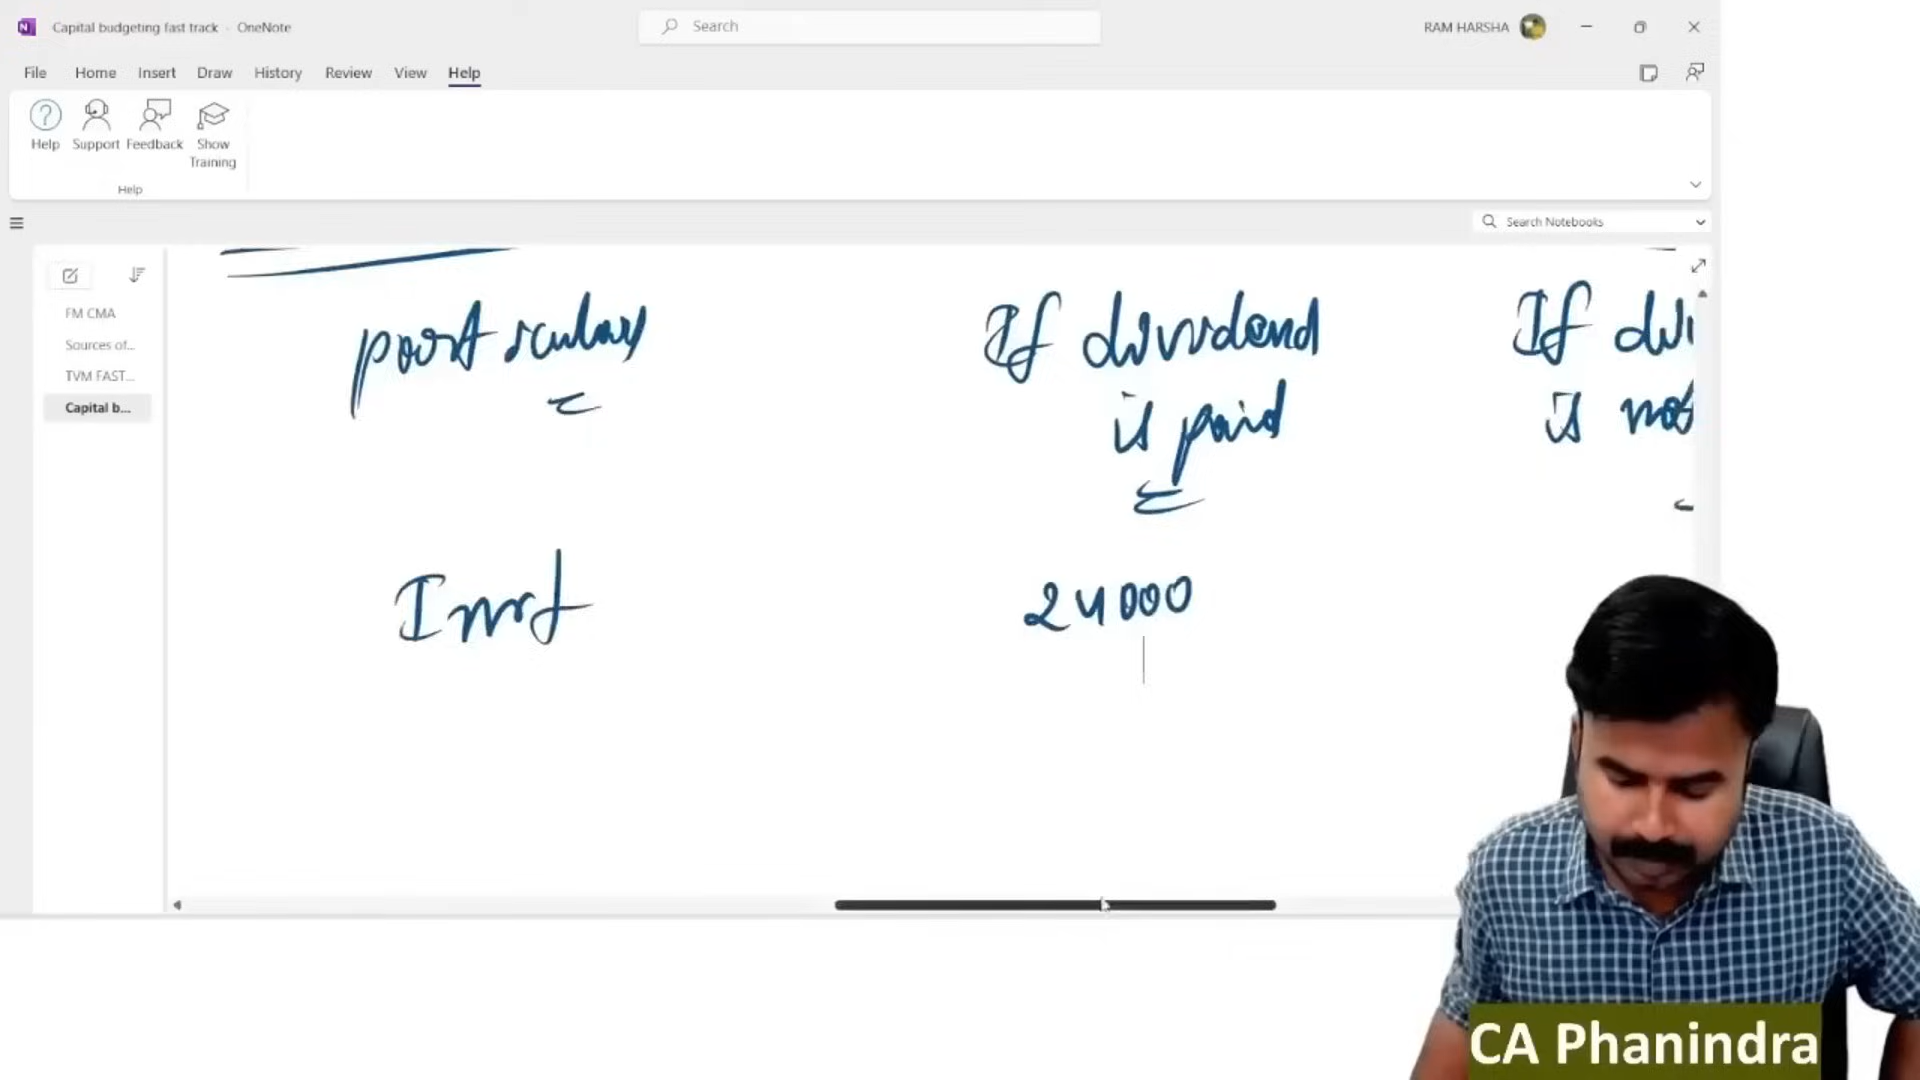 Capital budgeting fast track - OneNote
Search
RAM HARSHA
File Home Insert Draw History Review View Help
Help Support Feedback Show Training
Help
Search Notebooks
FM CMA
Sources of...
TVM FAST...
Capital b...
particulars
If dividend
is paid
If divi
is not
24000
CA Phanindra